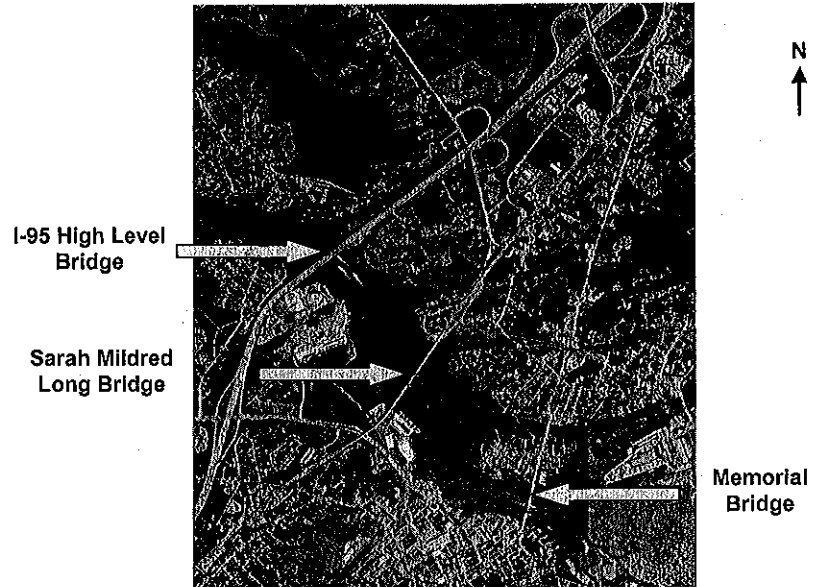 N
I-95 High Level
Bridge
Sarah Mildred
Long Bridge
Memorial
Bridge